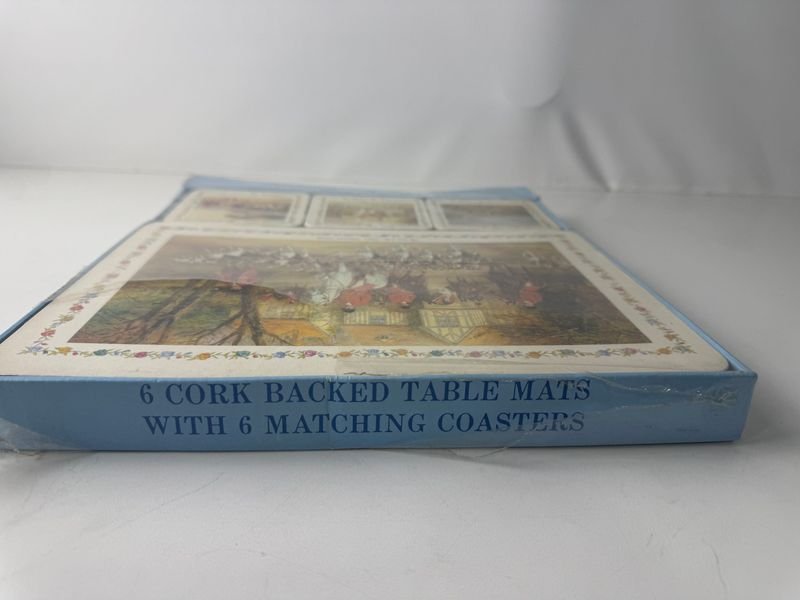 6 CORK BACKED TABLE MATS
WITH 6 MATCHING COASTERS